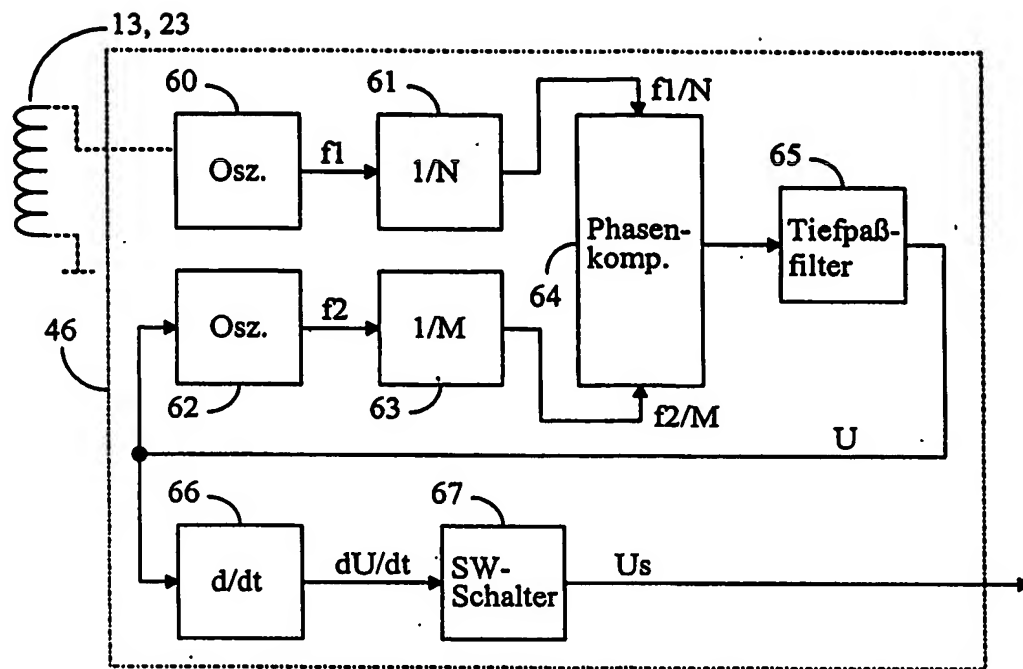 13, 23
60
61
f1/N
Osz.
f1
1/N
65
Phasen-
komp.
64
Tiefpaß-
filter
46
Osz.
f2
1/M
62
63
f2/M
U
66
67
d/dt
dU/dt
SW-
Schalter
Us